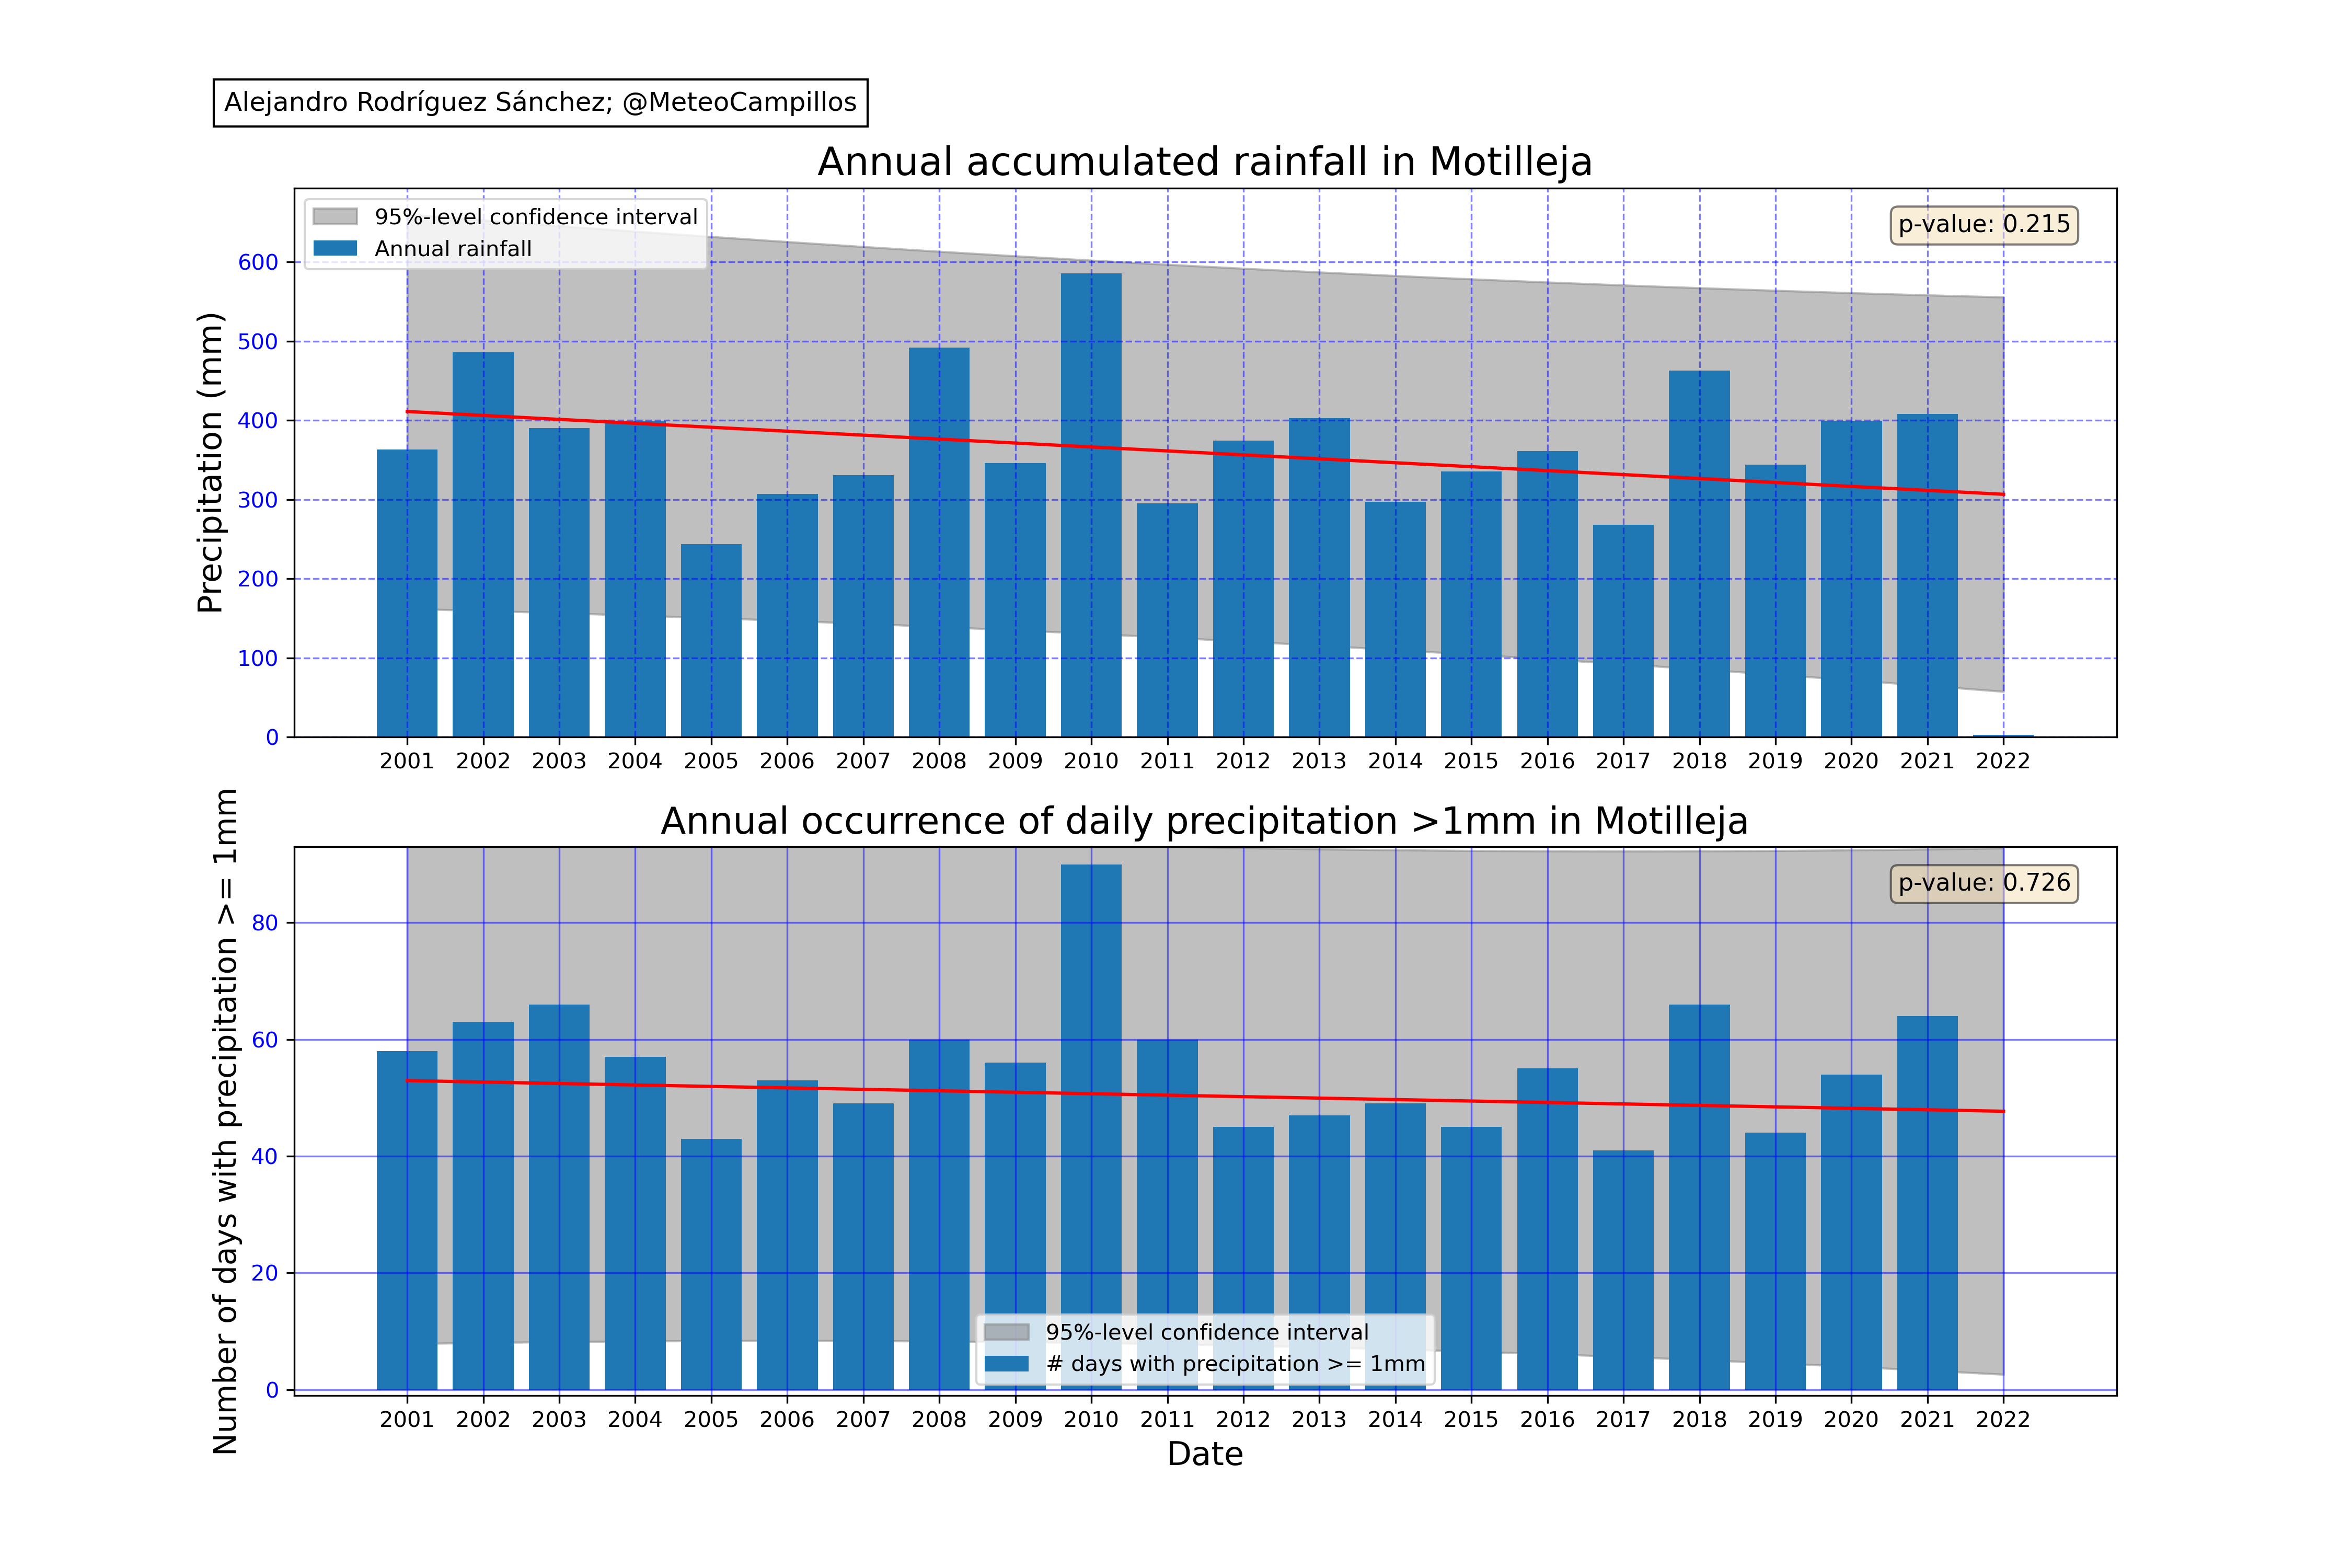 Alejandro Rodríguez Sánchez; @MeteoCampillos
Annual accumulated rainfall in Motilleja
95%-level confidence interval
Annual rainfall
p-value: 0.215
Precipitation (mm)
600
500
400
300
200
100
0
2001 2002 2003 2004 2005 2006 2007 2008 2009 2010 2011 2012 2013 2014 2015 2016 2017 2018 2019 2020 2021 2022
Annual occurrence of daily precipitation >1mm in Motilleja
p-value: 0.726
Number of days with precipitation >= 1mm
80
60
40
20
0
95%-level confidence interval
# days with precipitation >= 1mm
2001 2002 2003 2004 2005 2006 2007 2008 2009 2010 2011 2012 2013 2014 2015 2016 2017 2018 2019 2020 2021 2022
Date